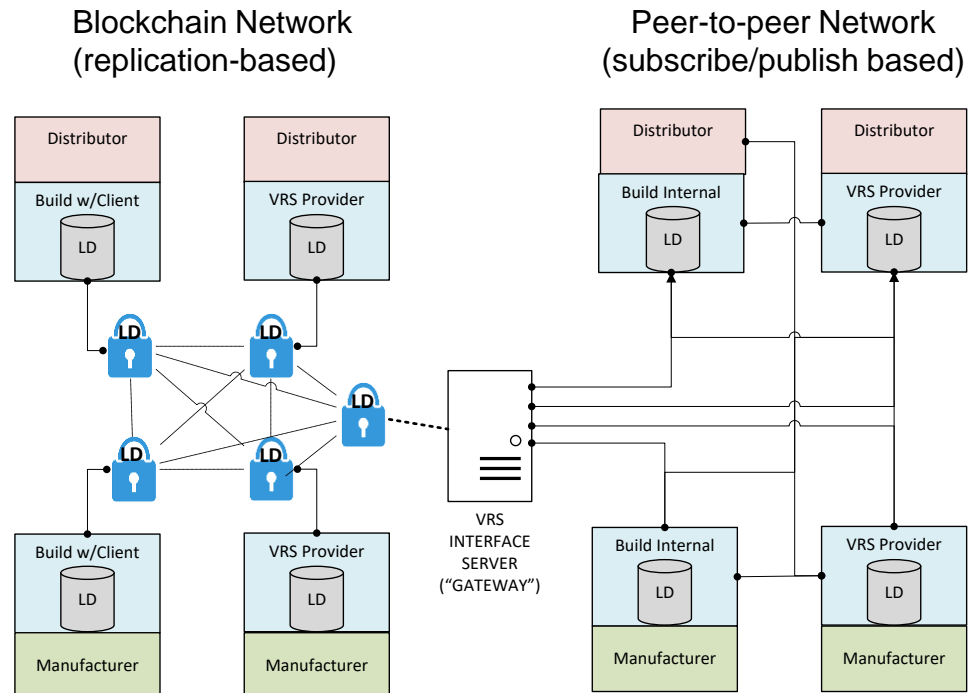 Blockchain Network
(replication-based)
Peer-to-peer Network
(subscribe/publish based)
Distributor
Build w/Client
LD
Distributor
VRS Provider
LD
Distributor
Build Internal
LD
Distributor
VRS Provider
LD
LD
LD
LD
LD
LD
VRS
INTERFACE
SERVER
(“GATEWAY”)
Build w/Client
LD
Manufacturer
VRS Provider
LD
Manufacturer
Build Internal
LD
Manufacturer
VRS Provider
LD
Manufacturer